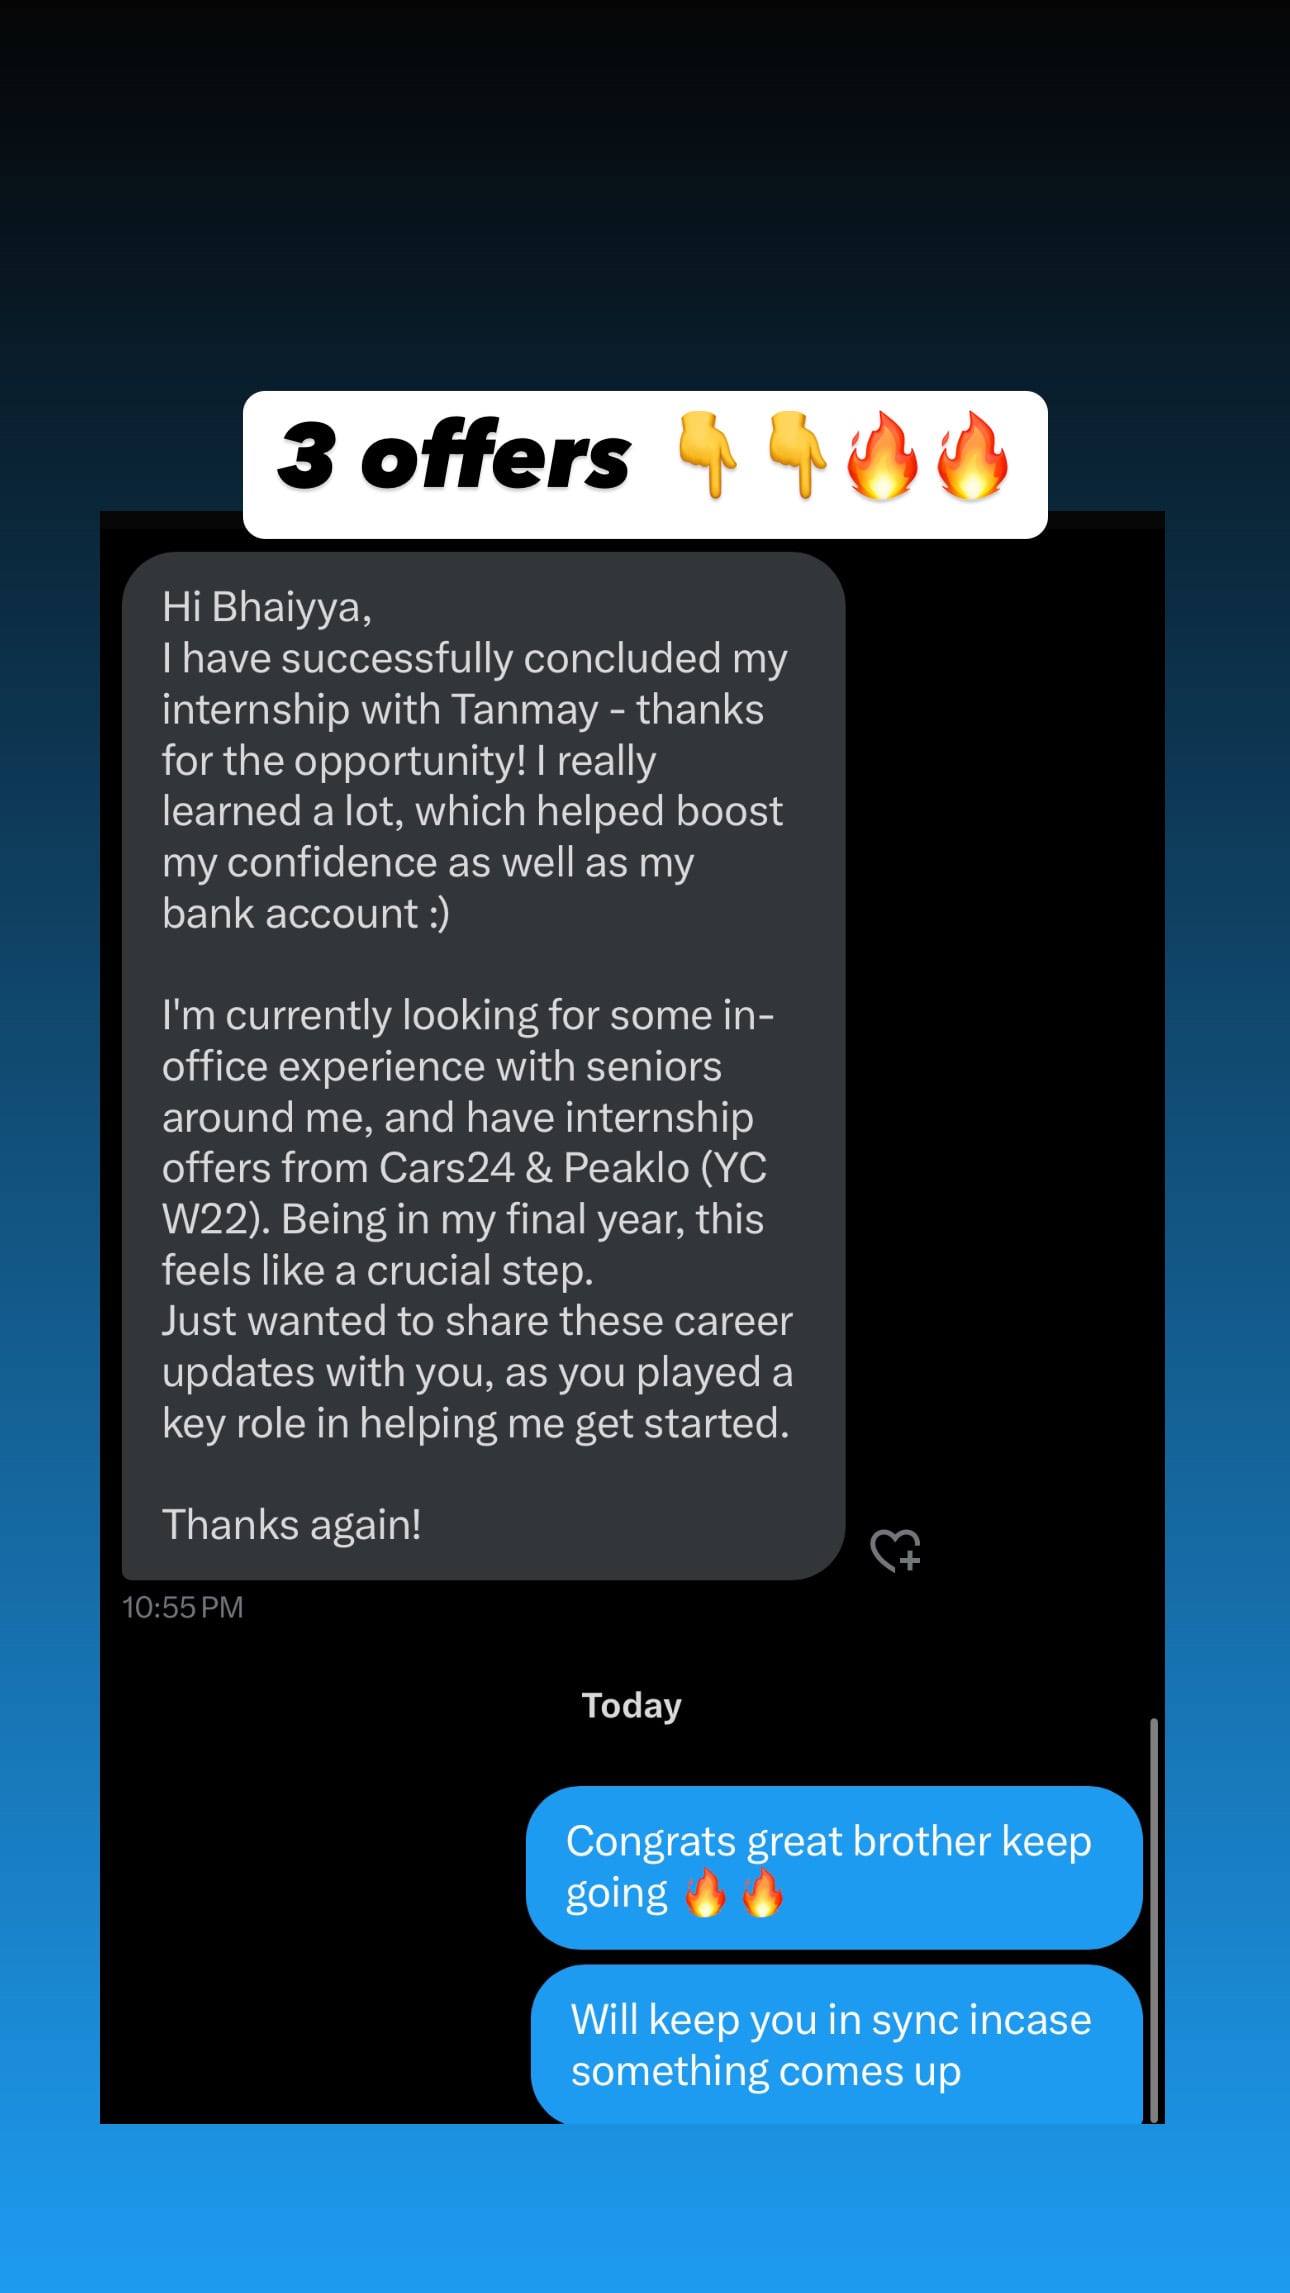 3 offers 👇👇🔥🔥
Hi Bhaiyya,
I have successfully concluded my
internship with Tanmay - thanks
for the opportunity! I really
learned a lot, which helped boost
my confidence as well as my
bank account :)
I'm currently looking for some in-
office experience with seniors
around me, and have internship
offers from Cars24 & Peaklo (YC
W22). Being in my final year, this
feels like a crucial step.
Just wanted to share these career
updates with you, as you played a
key role in helping me get started.
Thanks again!
10:55 PM
Today
Congrats great brother keep
going 🔥🔥
Will keep you in sync incase
something comes up